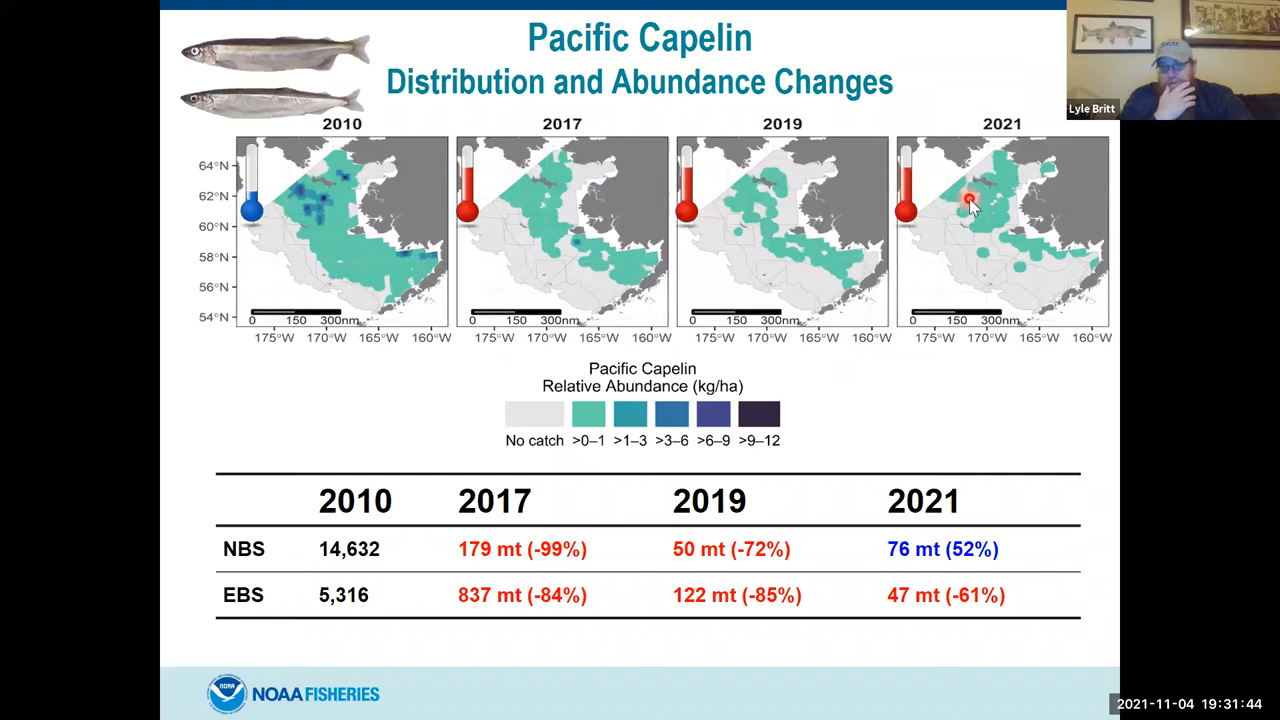 Pacific Capelin
Distribution and Abundance Changes
Lyle Britt
2010 2017 2019 2021
64°N
62°N
60°N
58°N
56°N
54°N
0 150 300nm 0 150 300nm 0 150 300nm 0 150 300nm
175°W 170°W 165°W 160°W 175°W 170°W 165°W 160°W 175°W 170°W 165°W 160°W 175°W 170°W 165°W 160°W
Pacific Capelin
Relative Abundance (kg/ha)
No catch >0–1 >1–3 >3–6 >6–9 >9–12
2010 2017 2019 2021
NBS 14,632 179 mt (-99%) 50 mt (-72%) 76 mt (52%)
EBS 5,316 837 mt (-84%) 122 mt (-85%) 47 mt (-61%)
NOAA NOAA FISHERIES
2021-11-04 19:31:44